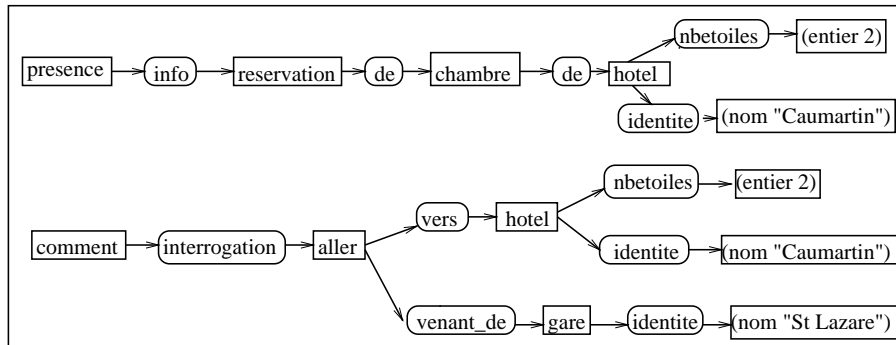 nbetoiles (entier 2)
presence info reservation de chambre de hotel
identite (nom "Caumartin")
nbetoiles (entier 2)
vers hotel
comment interrogation aller identite (nom "Caumartin")
venant_de gare identite (nom "St Lazare")